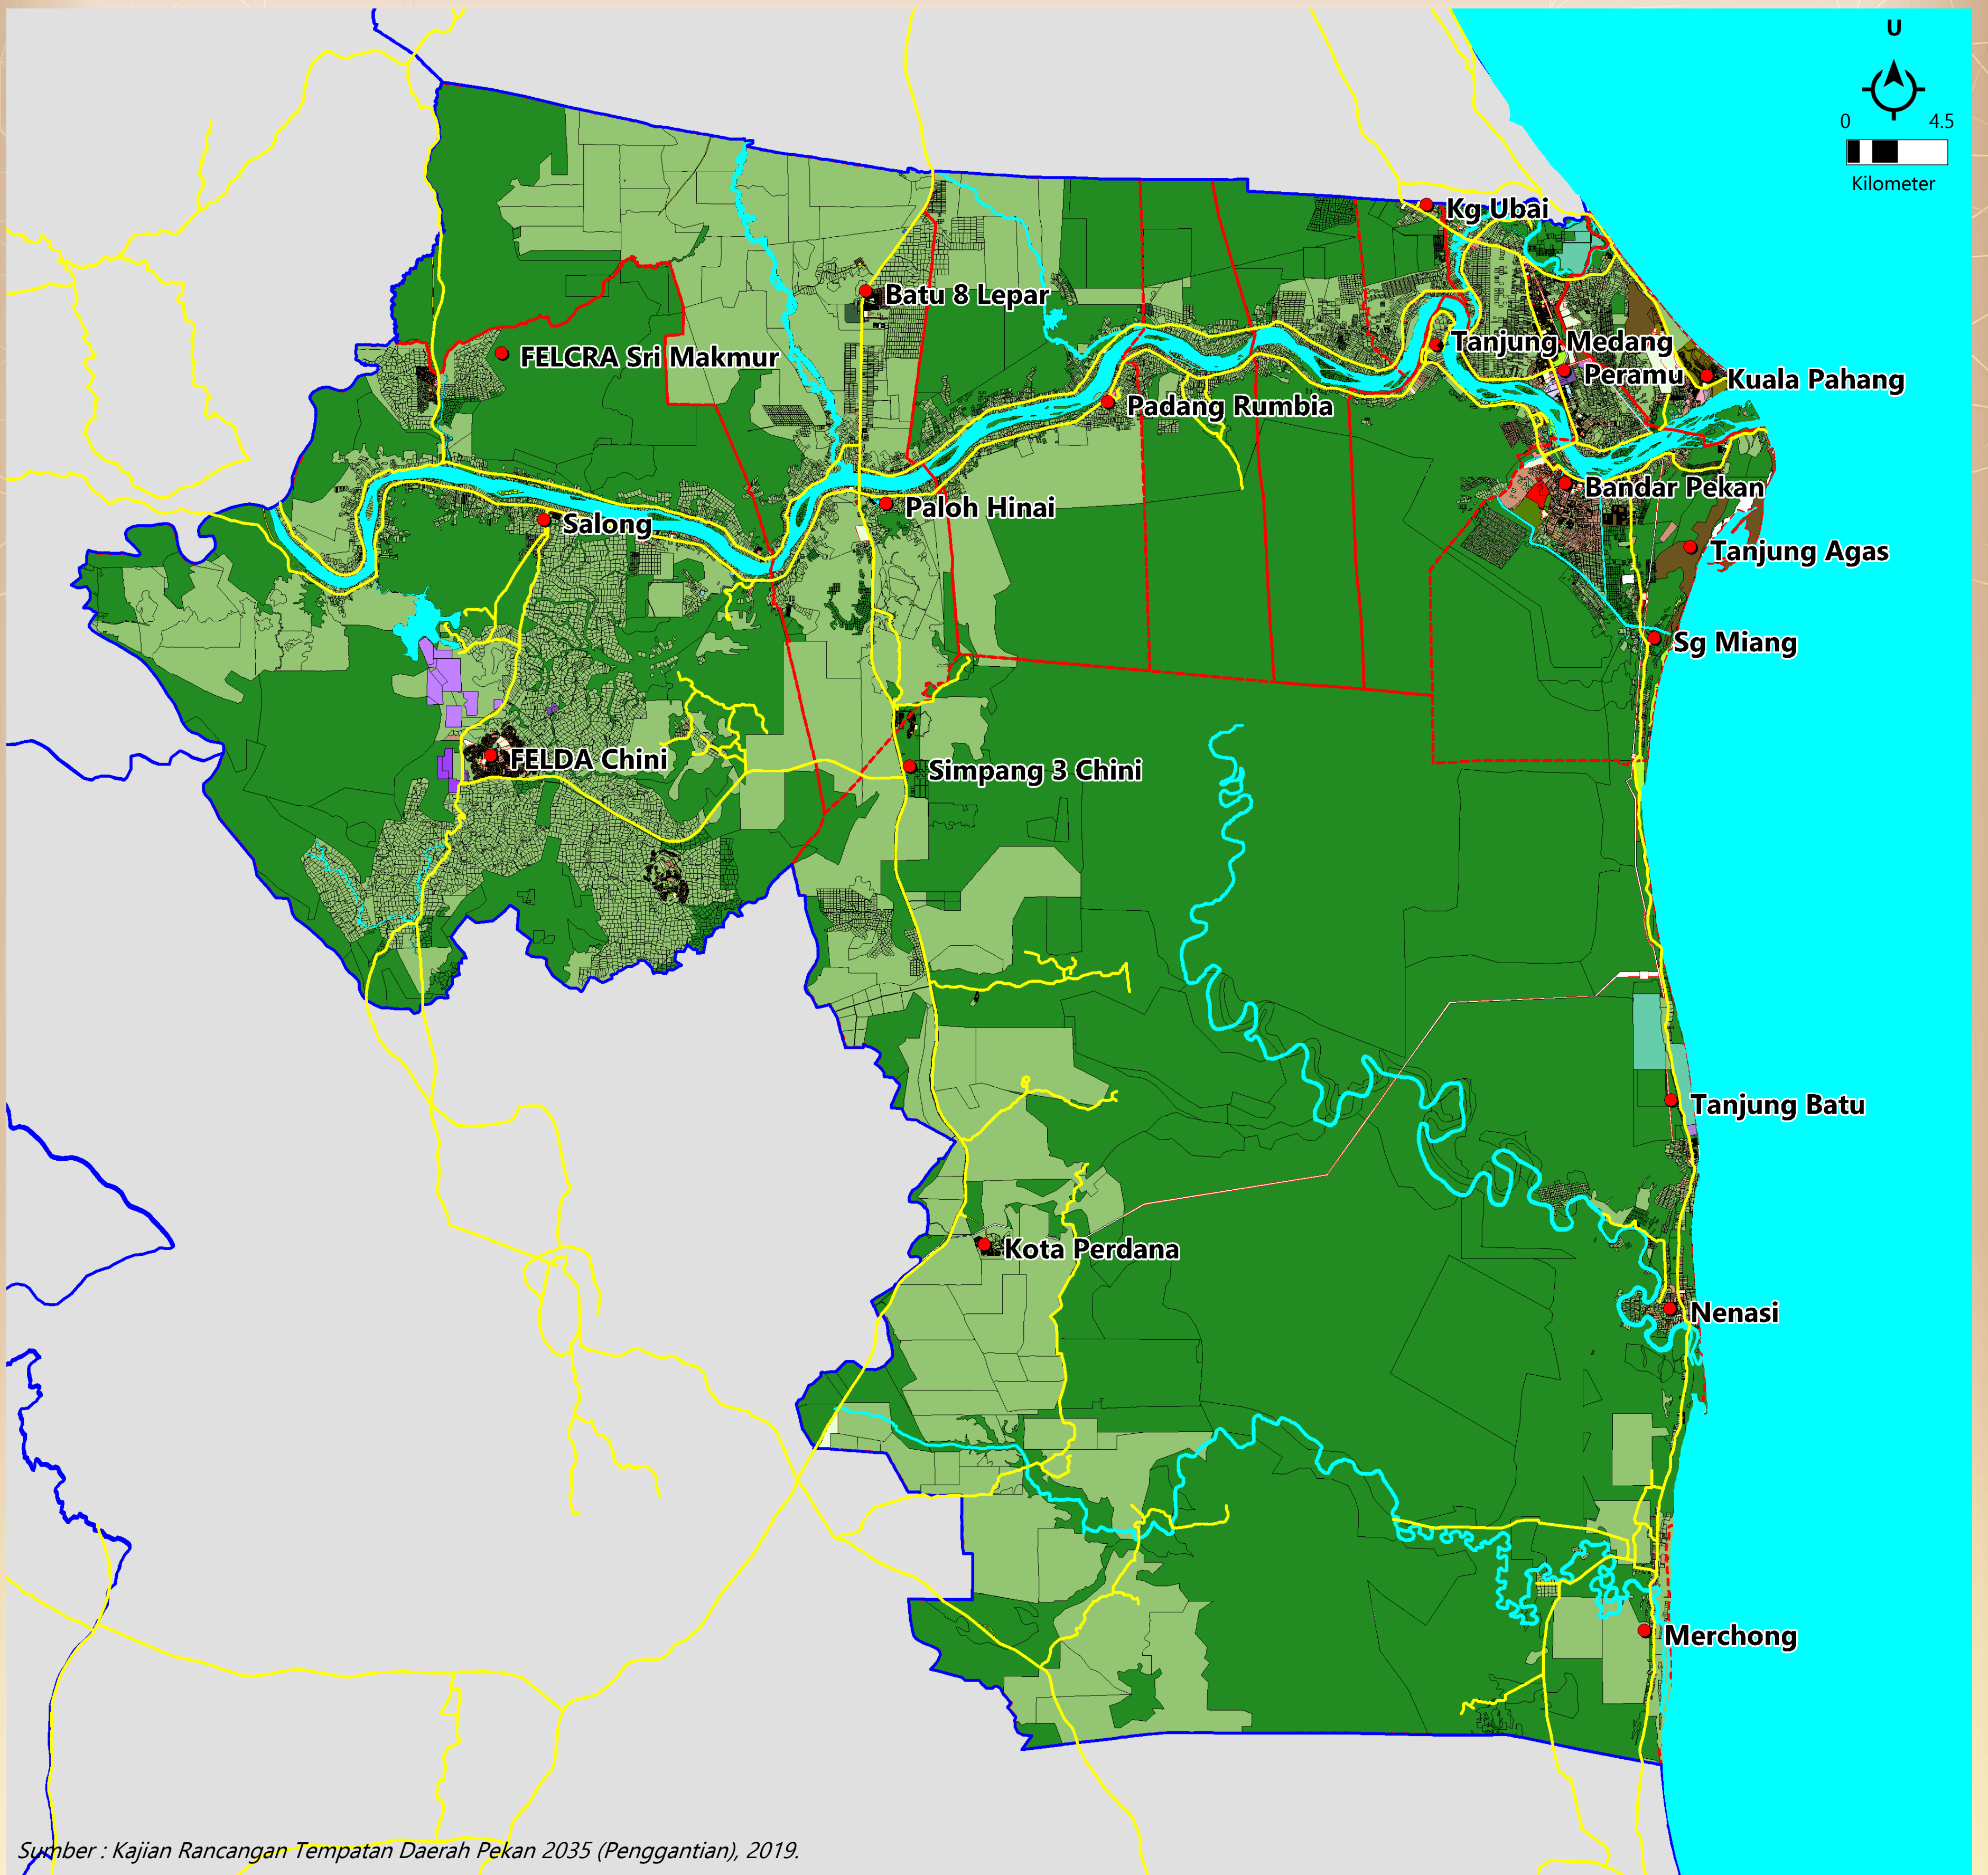 U
0 4.5
Kilometer
Kg Ubai
Batu 8 Lepar
Tanjung Medang
FELCRA Sri Makmur
Peramu
Kuala Pahang
Padang Rumbia
Bandar Pekan
Paloh Hinai
Salong
Tanjung Agas
Sg Miang
FELDA Chini
Simpang 3 Chini
Tanjung Batu
Kota Perdana
Nenasi
Merchong
Sumber : Kajian Rancangan Tempatan Daerah Pekan 2035 (Penggantian), 2019.